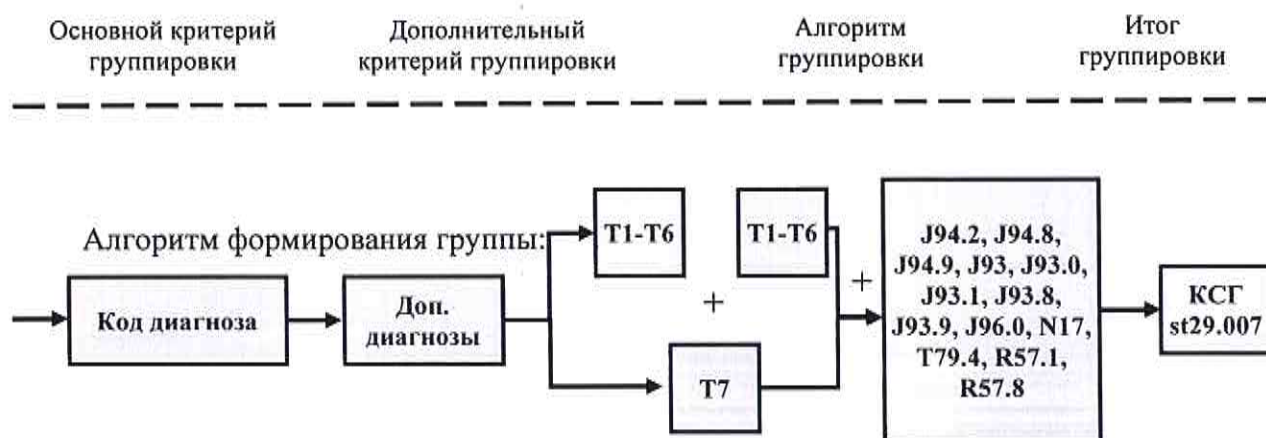 Основной критерий
группировки
Дополнительный
критерий группировки
Алгоритм
группировки
Итог
группировки
Алгоритм формирования группы:
Код диагноза
Доп.
диагнозы
T1-T6
+
T1-T6
T7
+
J94.2, J94.8,
J94.9, J93, J93.0,
J93.1, J93.8,
J93.9, J96.0, N17,
T79.4, R57.1,
R57.8
КСГ
st29.007